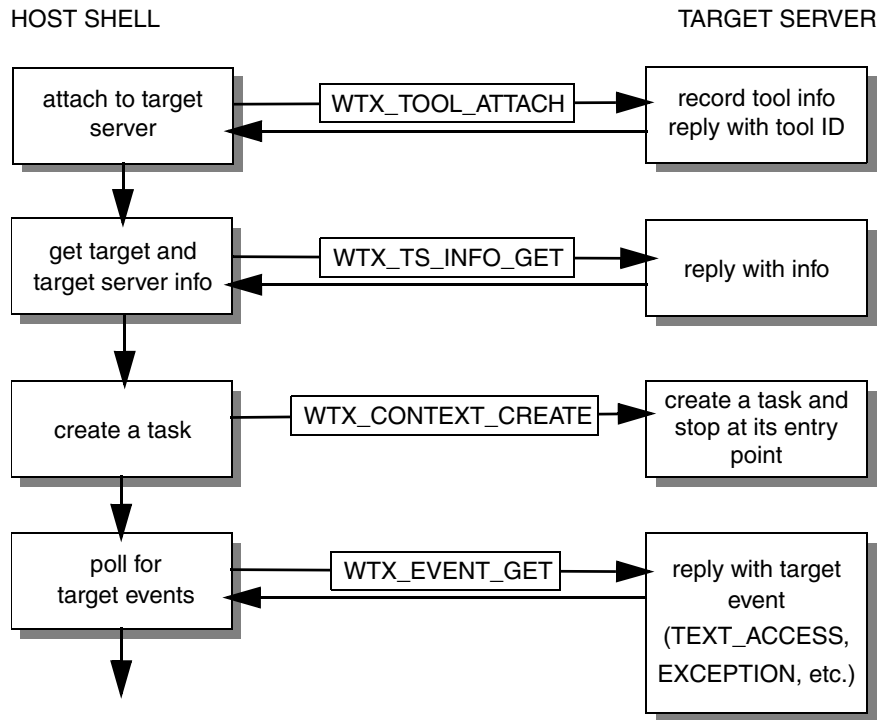 HOST SHELL
TARGET SERVER
attach to target
server
WTX_TOOL_ATTACH
record tool info
reply with tool ID
get target and
target server info
WTX_TS_INFO_GET
reply with info
create a task
WTX_CONTEXT_CREATE
create a task and
stop at its entry
point
poll for
target events
WTX_EVENT_GET
reply with target
event
(TEXT_ACCESS,
EXCEPTION, etc.)